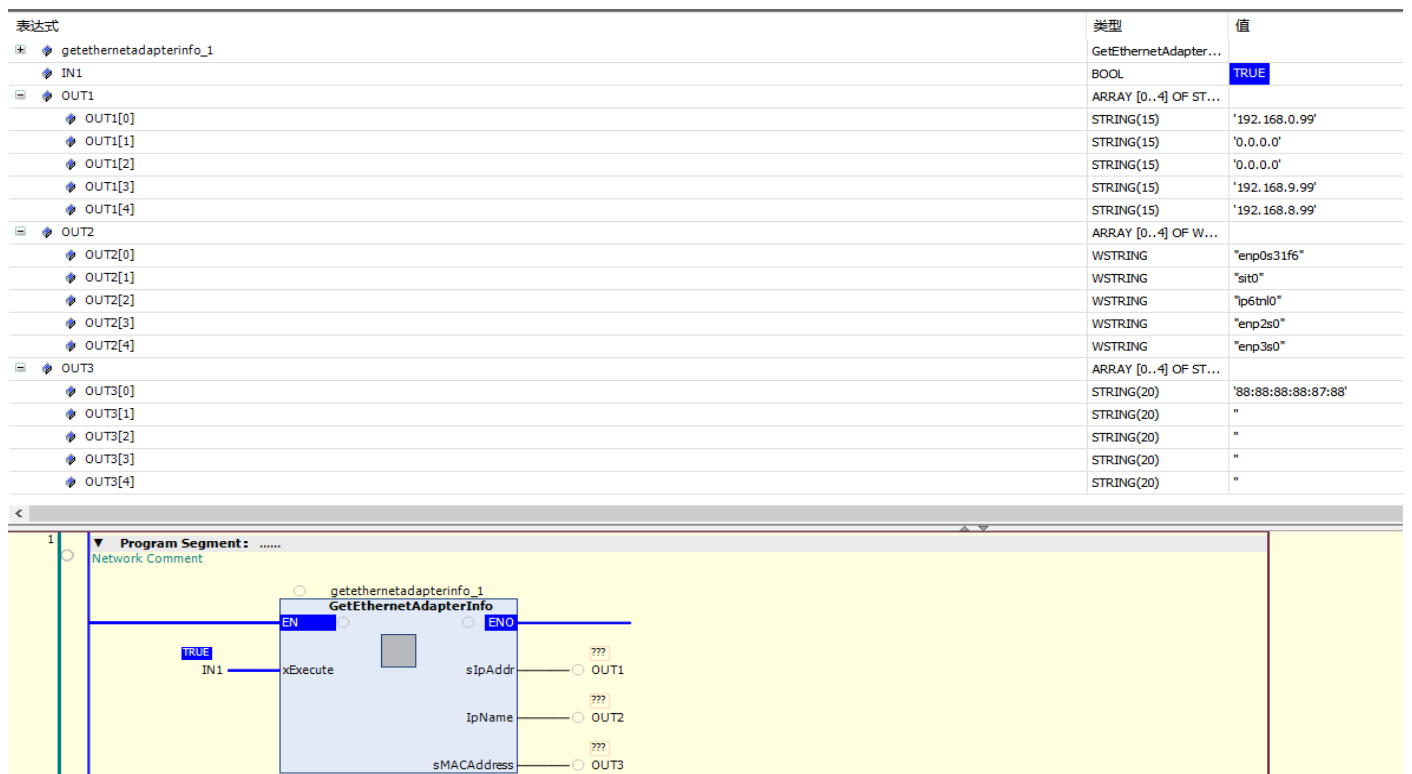 表达式 类型 值
getethernetadapterinfo_1 GetEthernetAdapter...
IN1 BOOL TRUE
OUT1 ARRAY [0..4] OF ST...
OUT1[0] STRING(15) '192.168.0.99'
OUT1[1] STRING(15) '0.0.0.0'
OUT1[2] STRING(15) '0.0.0.0'
OUT1[3] STRING(15) '192.168.9.99'
OUT1[4] STRING(15) '192.168.8.99'
OUT2 ARRAY [0..4] OF W...
OUT2[0] WSTRING "enp0s31f6"
OUT2[1] WSTRING "sit0"
OUT2[2] WSTRING "ip6tnl0"
OUT2[3] WSTRING "enp2s0"
OUT2[4] WSTRING "enp3s0"
OUT3 ARRAY [0..4] OF ST...
OUT3[0] STRING(20) '88:88:88:88:87:88'
OUT3[1] STRING(20) ''
OUT3[2] STRING(20) ''
OUT3[3] STRING(20) ''
OUT3[4] STRING(20) ''
1 Program Segment: ......
Network Comment
getethernetadapterinfo_1
GetEthernetAdapterInfo
EN ENO
TRUE ???
IN1 xExecute sIpAddr OUT1
???
IpName OUT2
???
sMACAddress OUT3